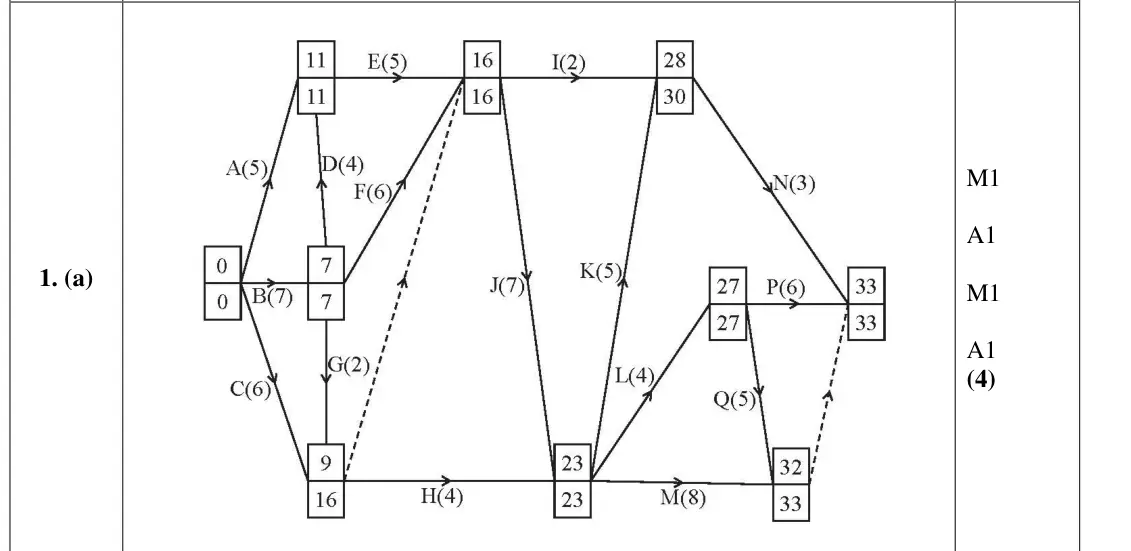 11
E(5)
16
I(2)
28
11
16
30
A(5)
D(4)
F(6)
N(3)
M1
A1
1. (a)
0
7
J(7)
K(5)
27
P(6)
33
0
B(7)
7
27
33
M1
A1
(4)
C(6)
G(2)
L(4)
Q(5)
9
23
32
16
H(4)
23
M(8)
33